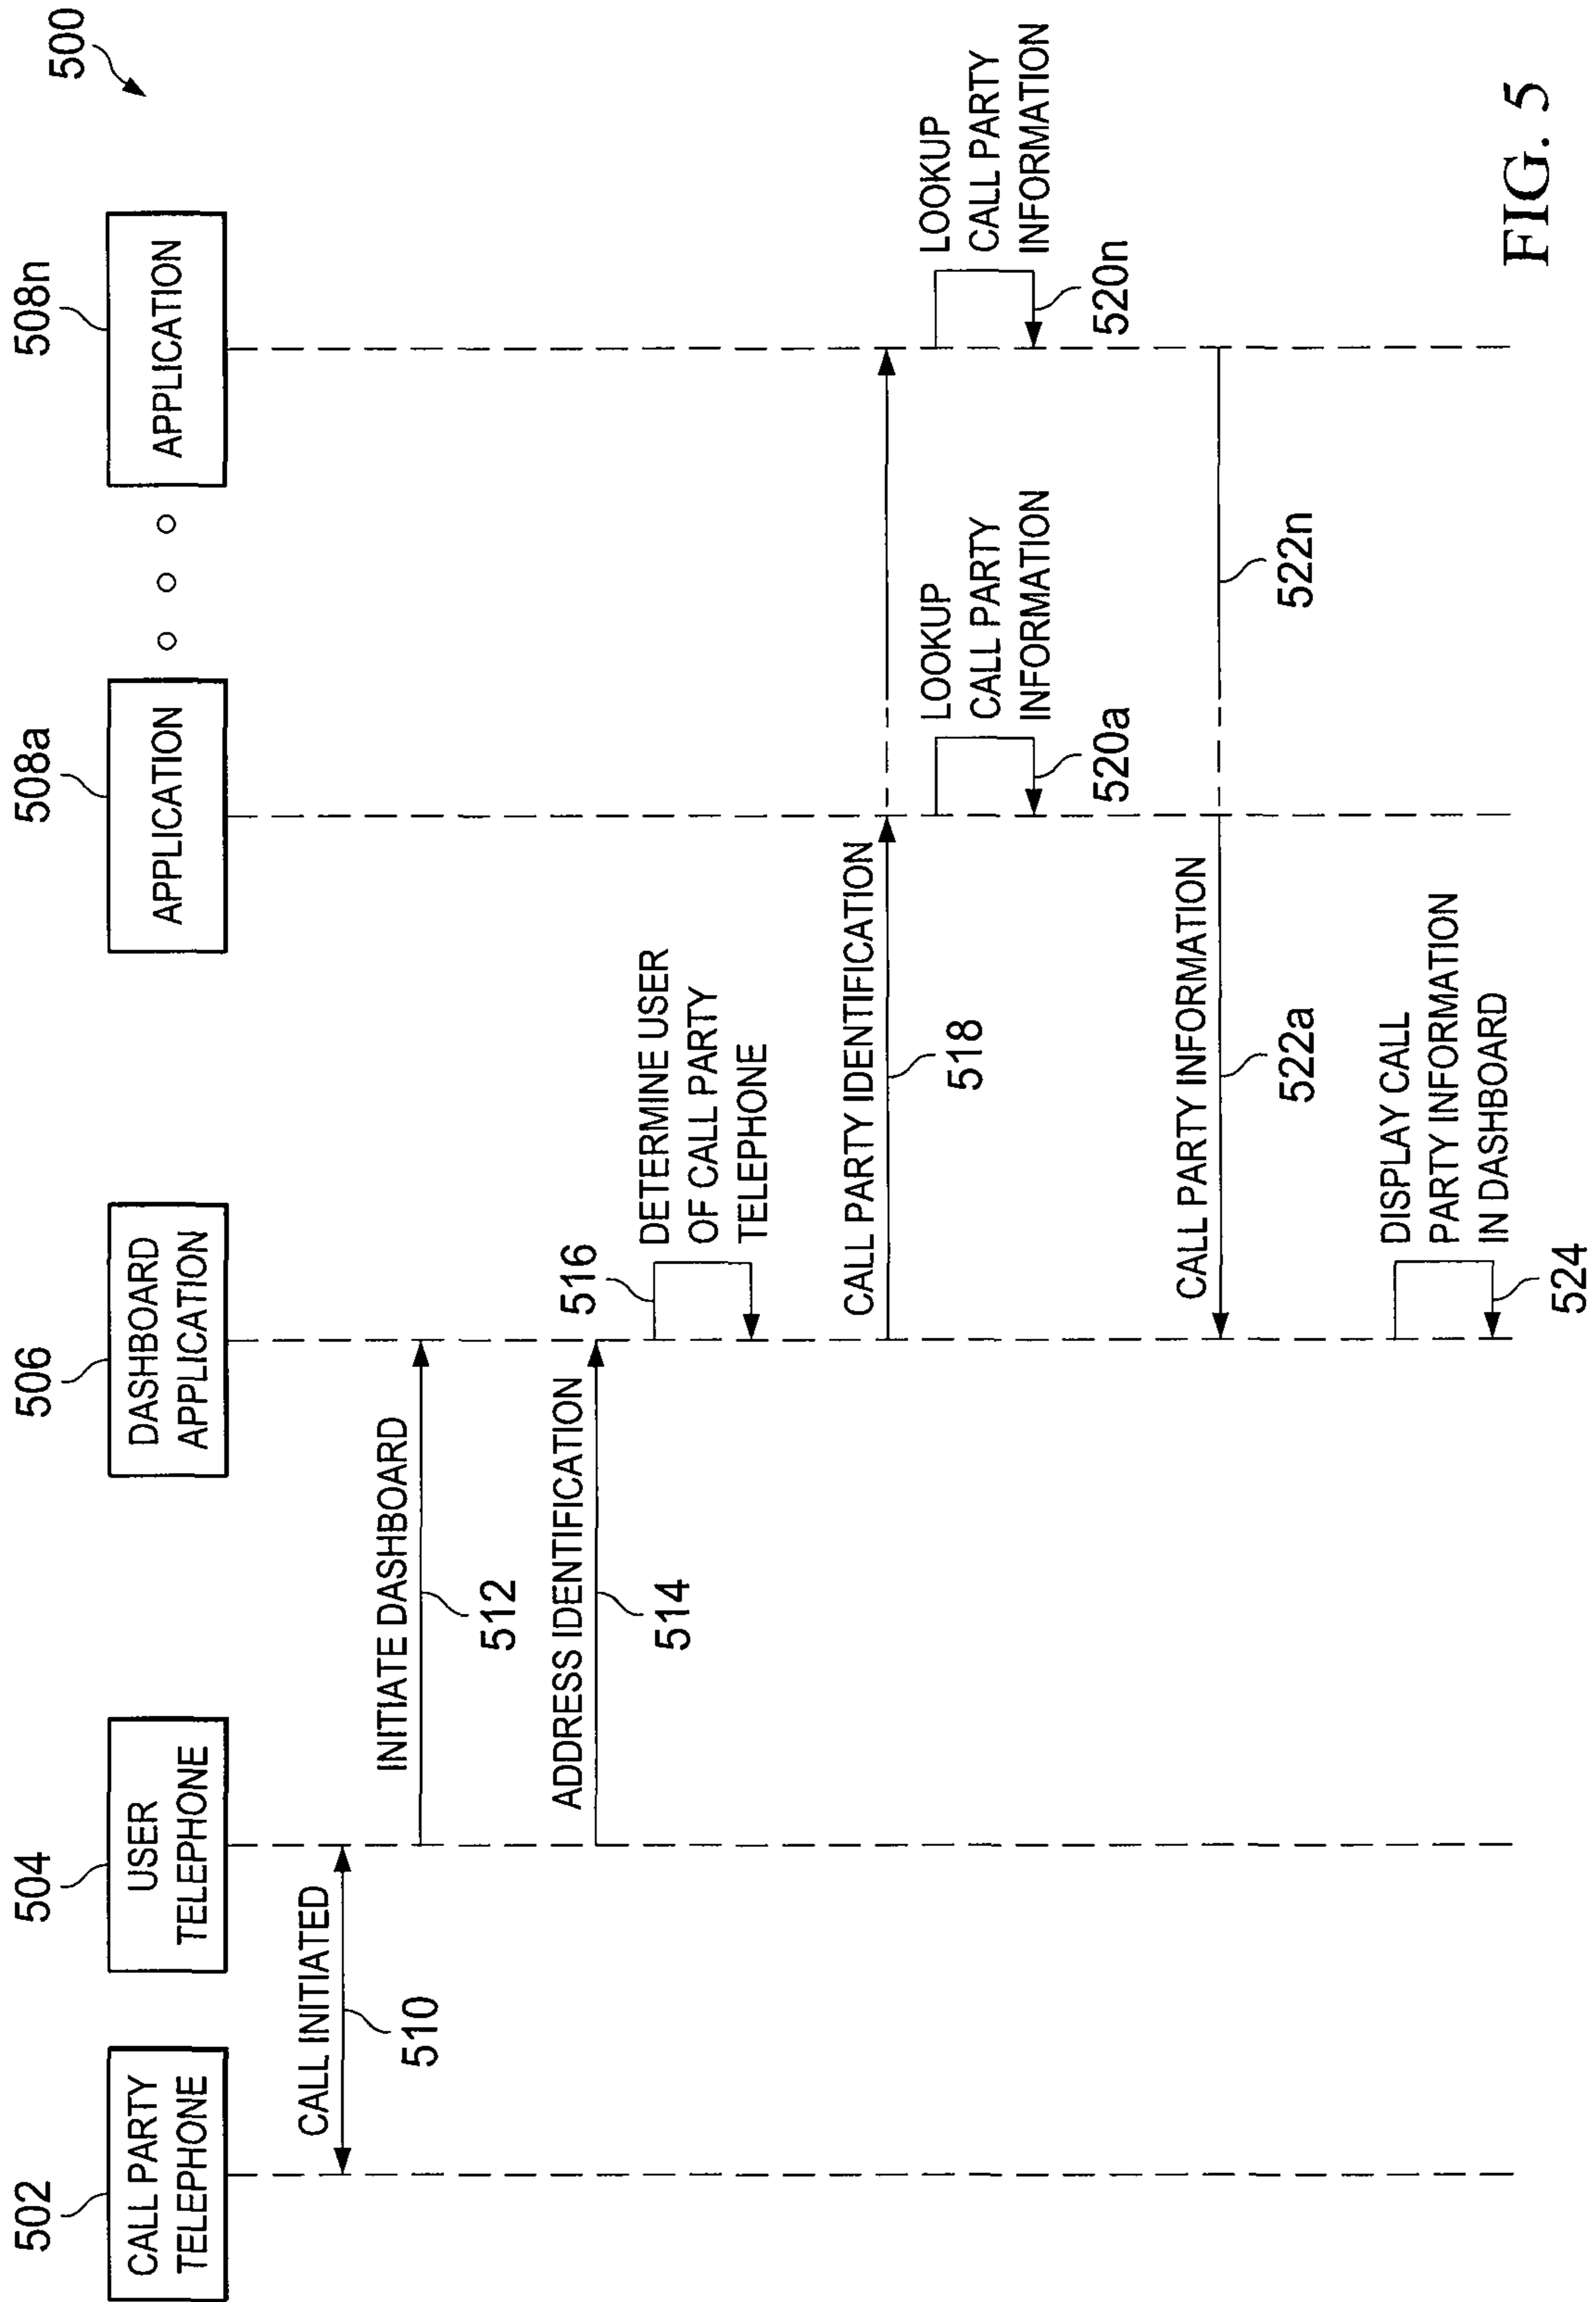 500
502
504
506
508a
508n
CALL PARTY
TELEPHONE
USER
TELEPHONE
DASHBOARD
APPLICATION
APPLICATION
APPLICATION
CALL INITIATED
510
INITIATE DASHBOARD
512
ADDRESS IDENTIFICATION
514
516
DETERMINE USER
OF CALL PARTY
TELEPHONE
CALL PARTY IDENTIFICATION
518
LOOKUP
CALL PARTY
INFORMATION
520a
LOOKUP
CALL PARTY
INFORMATION
520n
CALL PARTY INFORMATION
522a
522n
DISPLAY CALL
PARTY INFORMATION
IN DASHBOARD
524
FIG. 5